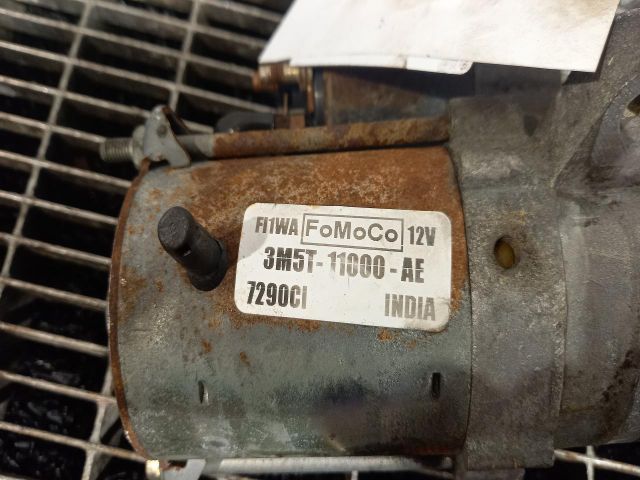 FI1WA FoMoCo 12V
3M5T-11000-AE
7290CI INDIA